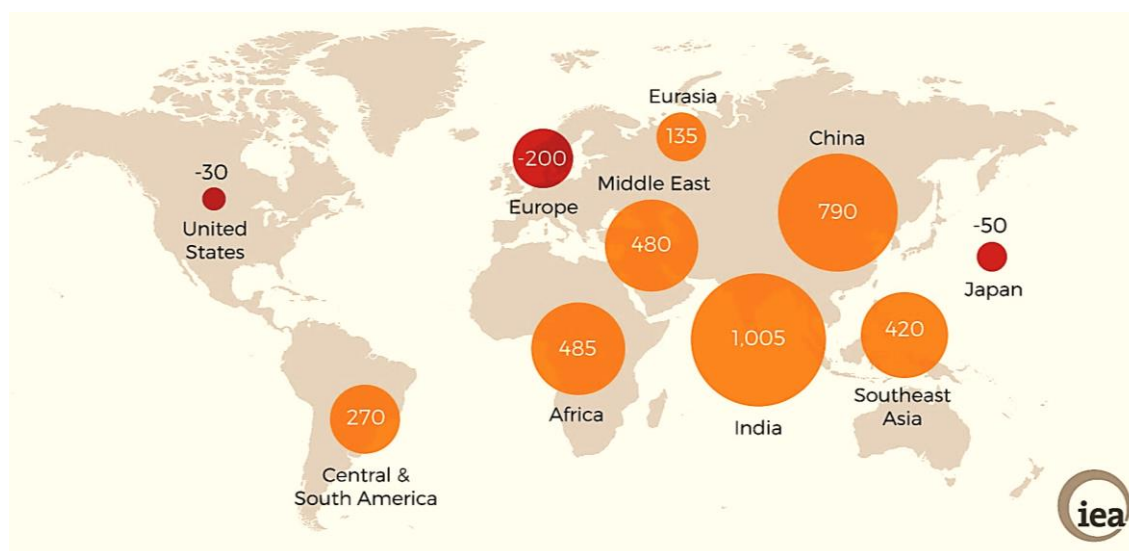 -30
United
States
-200
Europe
Eurasia
135
Middle East
480
China
790
-50
Japan
1,005
India
420
Southeast
Asia
485
Africa
270
Central &
South America
iea